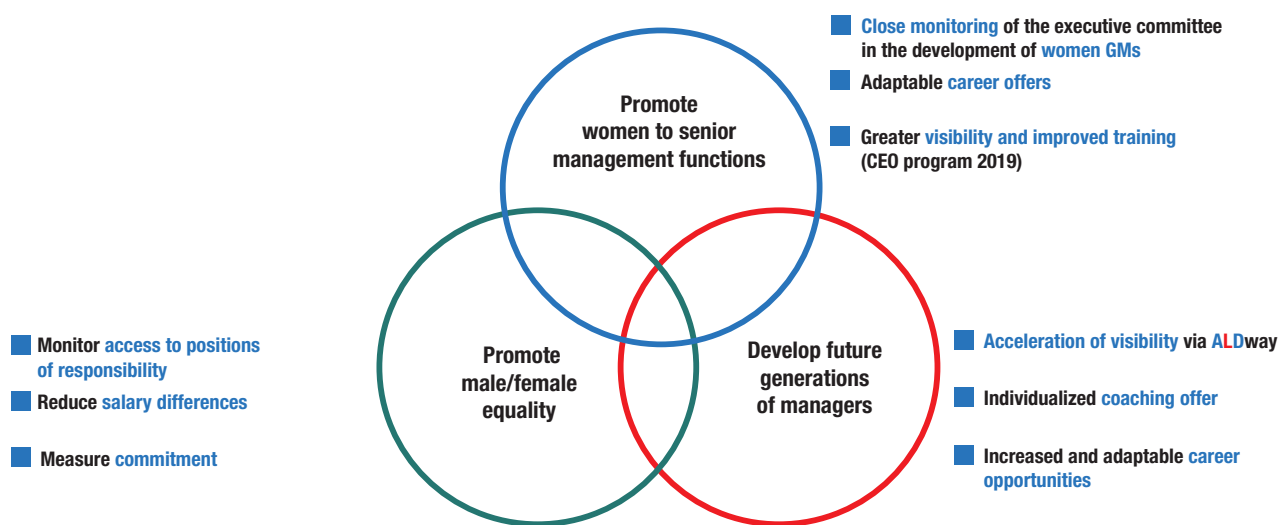 Close monitoring of the executive committee
in the development of women GMs
Adaptable career offers
Greater visibility and improved training
(CEO program 2019)
Promote
women to senior
management functions
Monitor access to positions
of responsibility
Reduce salary differences
Measure commitment
Promote
male/female
equality
Develop future
generations
of managers
Acceleration of visibility via ALDway
Individualized coaching offer
Increased and adaptable career
opportunities